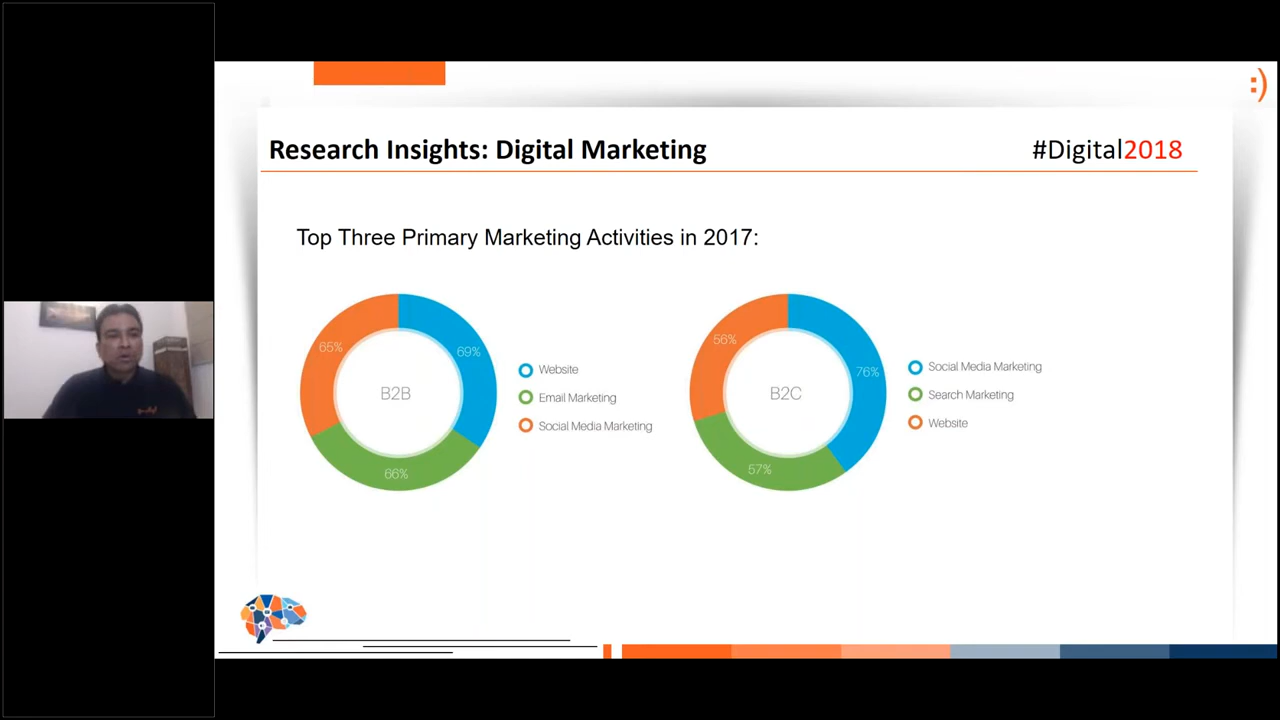 :)
Research Insights: Digital Marketing
#Digital2018
Top Three Primary Marketing Activities in 2017:
65%
69%
B2B
66%
Website
Email Marketing
Social Media Marketing
56%
76%
B2C
57%
Social Media Marketing
Search Marketing
Website